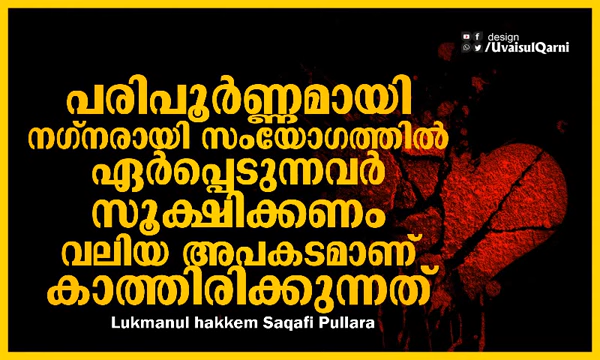 design
/UvaisulQarni
പരിപൂർണ്ണമായി
നഗ്നരായി സംയോഗത്തിൽ
ഏർപ്പെടുന്നവർ
സൂക്ഷിക്കണം
വലിയ അപകടമാണ്
കാത്തിരിക്കുന്നത്
Lukmanul hakkem Saqafi Pullara